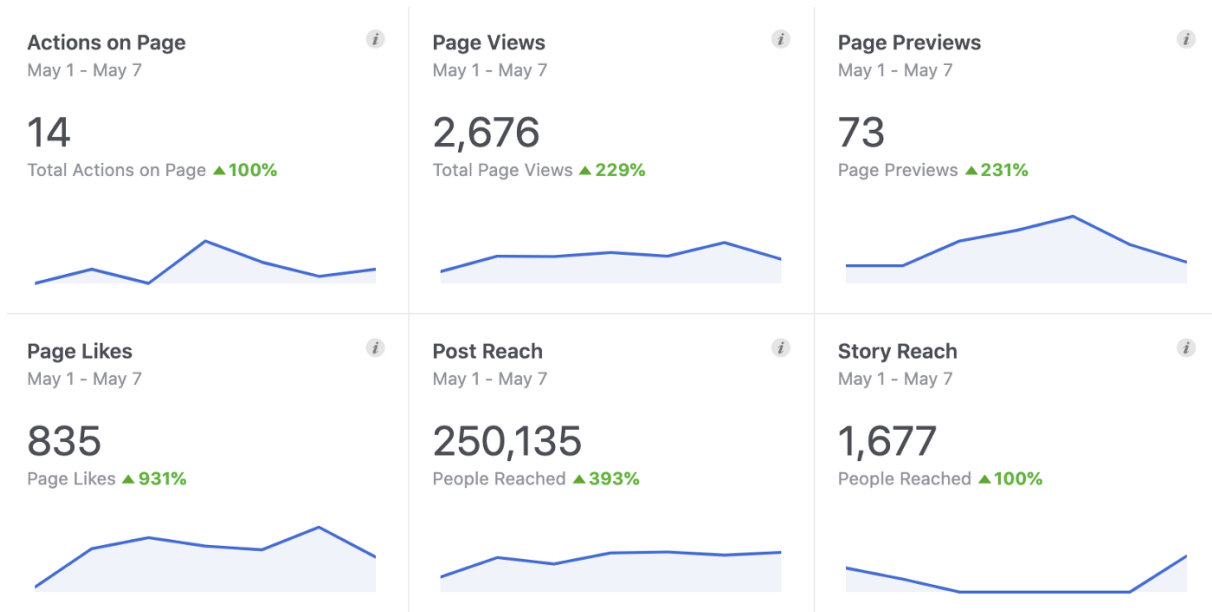 Actions on Page
May 1 - May 7
14
Total Actions on Page ▲100%
Page Views
May 1 - May 7
2,676
Total Page Views ▲229%
Page Previews
May 1 - May 7
73
Page Previews ▲231%
Page Likes
May 1 - May 7
835
Page Likes ▲931%
Post Reach
May 1 - May 7
250,135
People Reached ▲393%
Story Reach
May 1 - May 7
1,677
People Reached ▲100%